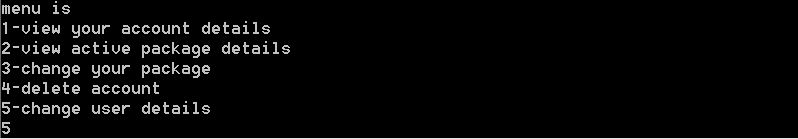 menu is
1-view your account details
2-view active package details
3-change your package
4-delete account
5-change user details
5